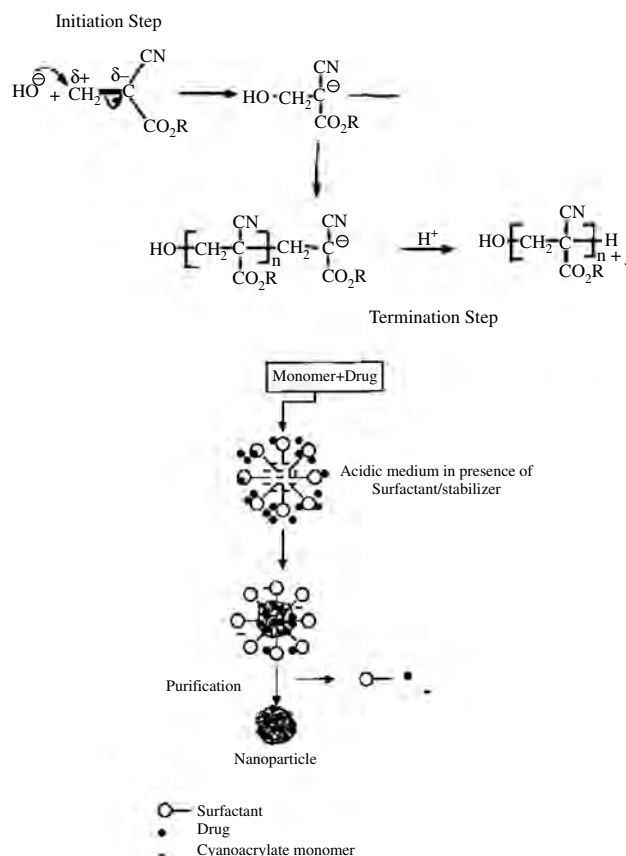 Initiation Step
HO⊖ + CH₂ δ+ C δ− CN CO₂R
HO CH₂ C⊖ CN CO₂R
HO [ CH₂ C CN CO₂R ]n CH₂ C⊖ CN CO₂R
H⁺
HO [ CH₂ C CN CO₂R ] H n +
Termination Step
Monomer+Drug
Acidic medium in presence of
Surfactant/stabilizer
Purification
Nanoparticle
Surfactant
Drug
Cyanoacrylate monomer